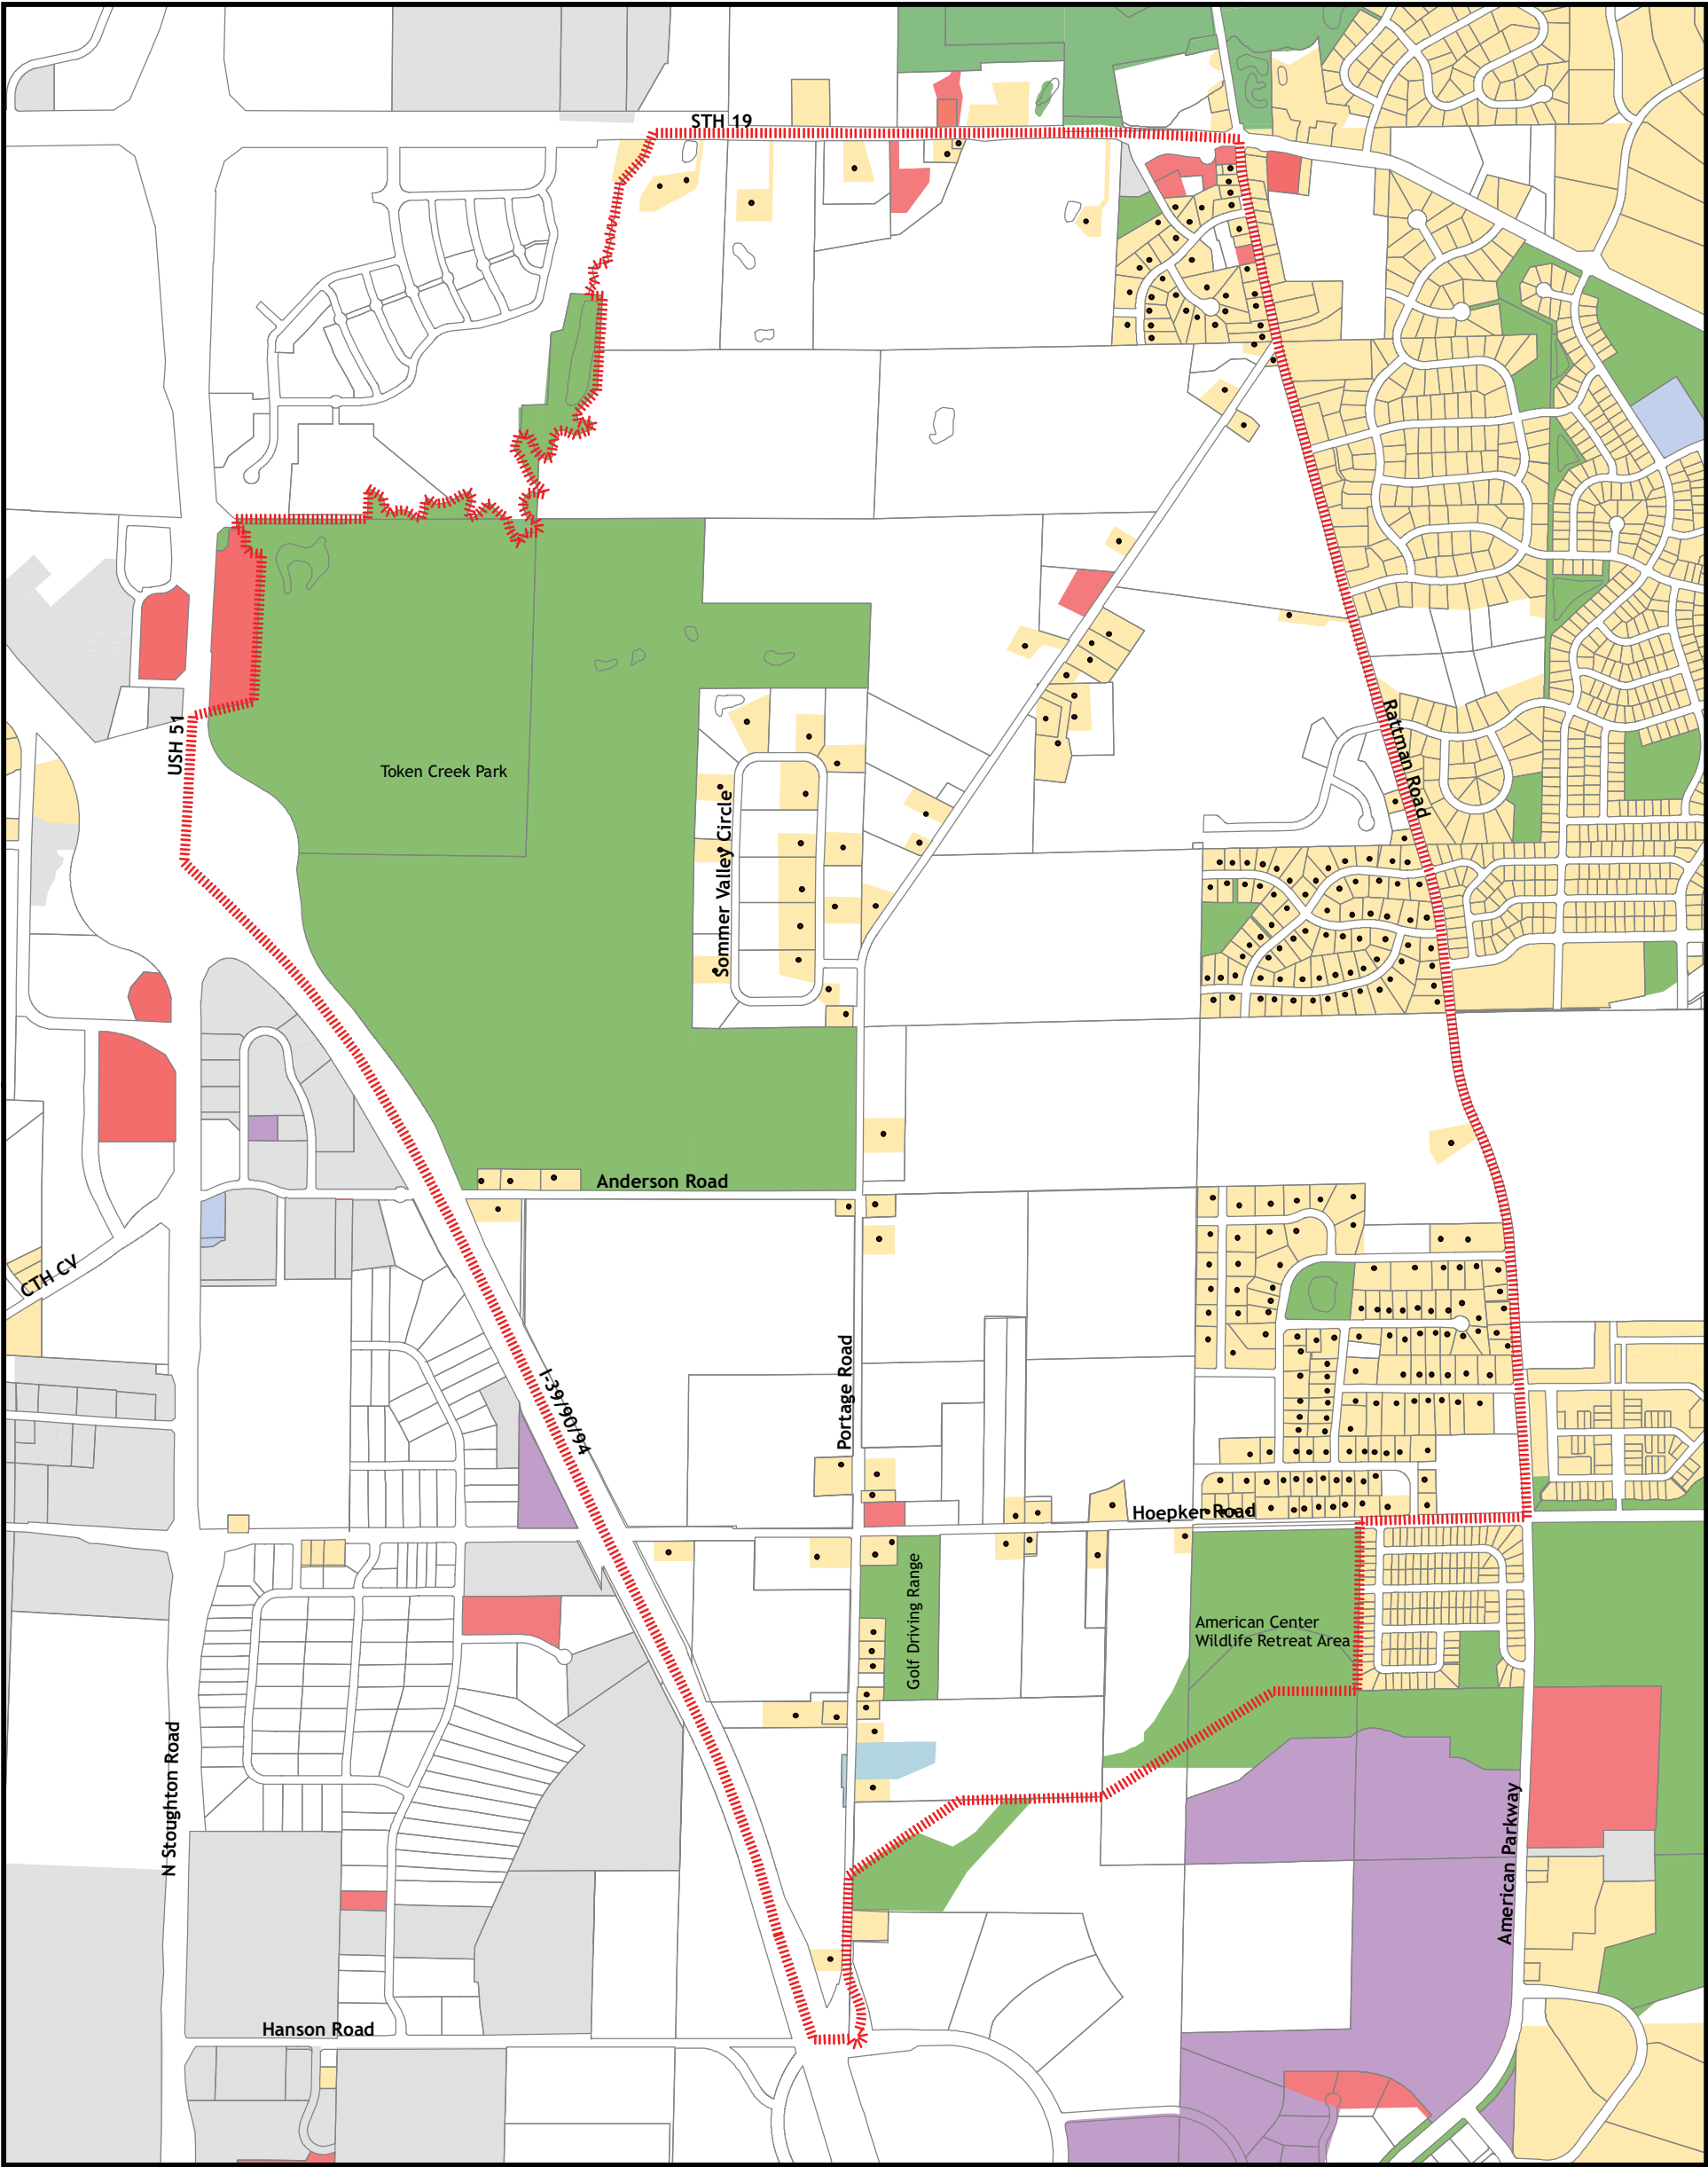 STH 19
USH 51
Rattman Road
Token Creek Park
Sommer Valley Circle
Anderson Road
CTH CV
Portage Road
I-39/90/94
Hoepker Road
Golf Driving Range
American Center
Wildlife Retreat Area
N Stoughton Road
American Parkway
Hanson Road